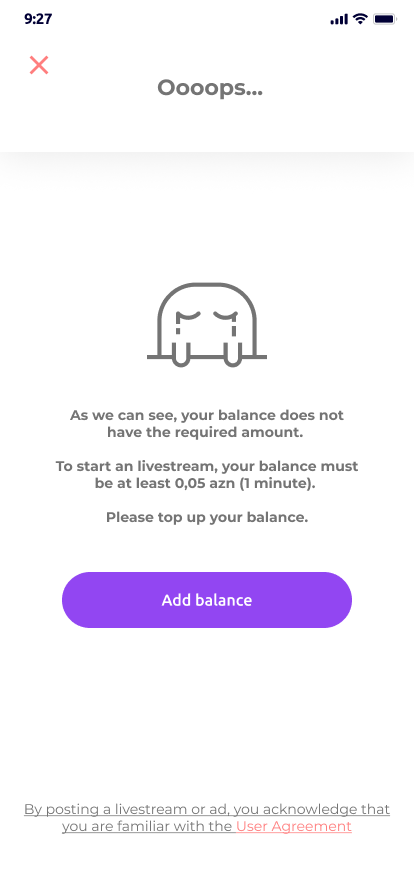 9:27
Oooops...
As we can see, your balance does not
have the required amount.
To start an livestream, your balance must
be at least 0,05 azn (1 minute).
Please top up your balance.
Add balance
By posting a livestream or ad, you acknowledge that
you are familiar with the User Agreement